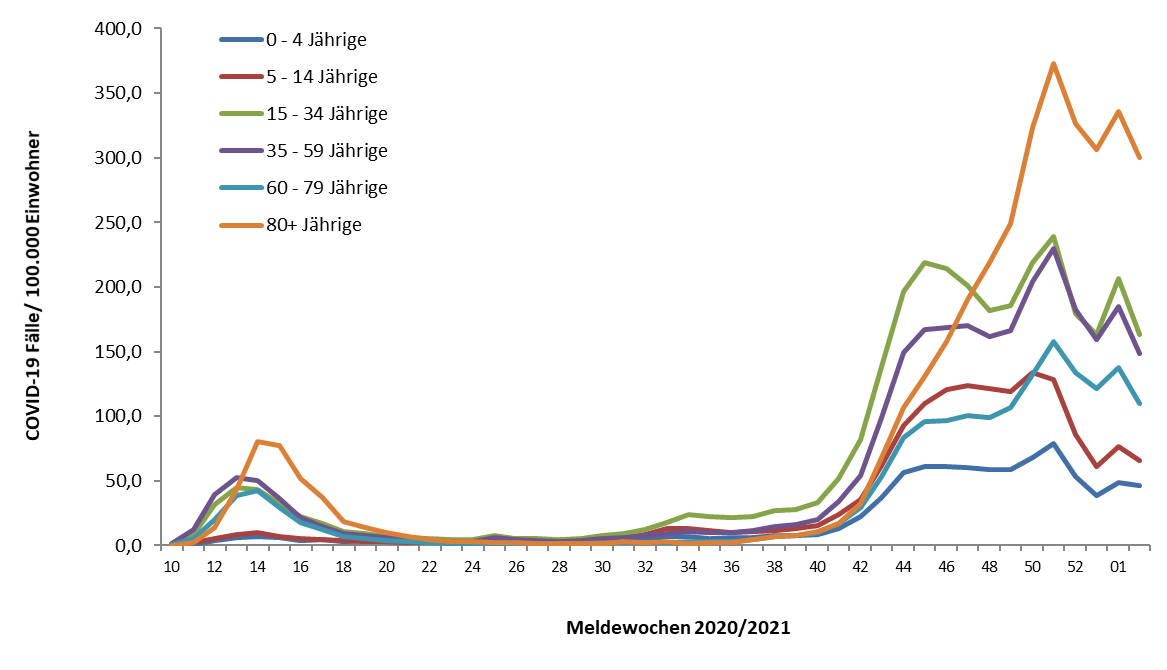 400,0
350,0
300,0
250,0
200,0
150,0
100,0
50,0
0,0
COVID-19 Fälle/ 100.000 Einwohner
0 - 4 Jährige
5 - 14 Jährige
15 - 34 Jährige
35 - 59 Jährige
60 - 79 Jährige
80+ Jährige
10 12 14 16 18 20 22 24 26 28 30 32 34 36 38 40 42 44 46 48 50 52 01
Meldewochen 2020/2021